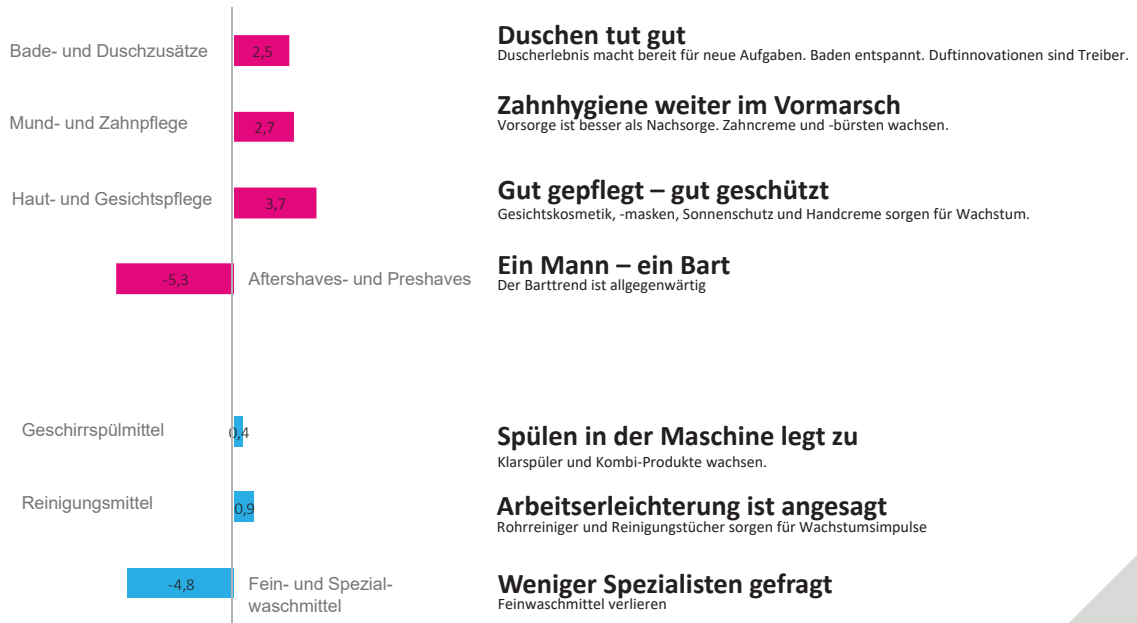 Bade- und Duschzusätze
2,5
Duschen tut gut
Duscherlebnis macht bereit für neue Aufgaben. Baden entspannt. Duftinnovationen sind Treiber.
Mund- und Zahnpflege
2,7
Zahnhygiene weiter im Vormarsch
Vorsorge ist besser als Nachsorge. Zahncreme und -bürsten wachsen.
Haut- und Gesichtspflege
3,7
Gut gepflegt – gut geschützt
Gesichtskosmetik, -masken, Sonnenschutz und Handcreme sorgen für Wachstum.
-5,3
Aftershaves- und Preshaves
Ein Mann – ein Bart
Der Barttrend ist allgegenwärtig
Geschirrspülmittel
0,4
Spülen in der Maschine legt zu
Klarspüler und Kombi-Produkte wachsen.
Reinigungsmittel
0,9
Arbeitserleichterung ist angesagt
Rohrreiniger und Reinigungstücher sorgen für Wachstumsimpulse
-4,8
Fein- und Spezial-
waschmittel
Weniger Spezialisten gefragt
Feinwaschmittel verlieren